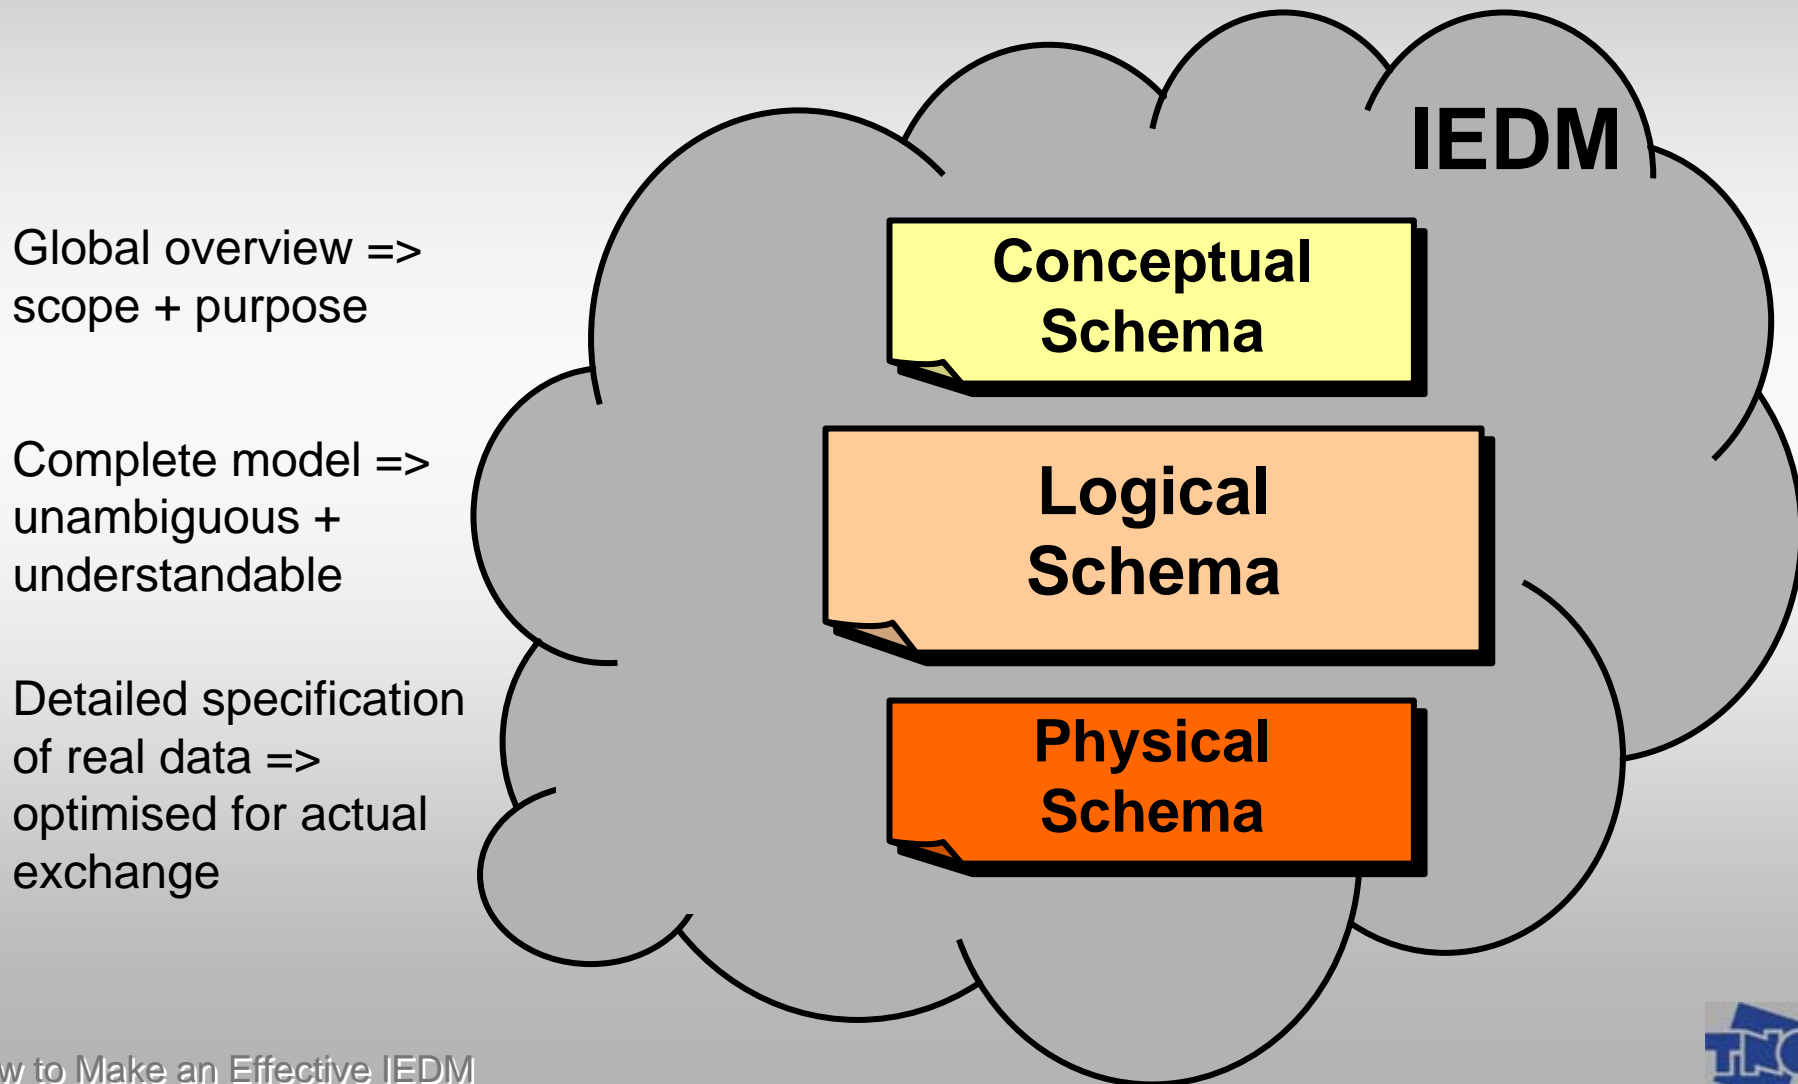 IEDM
Global overview =>
scope + purpose
Conceptual
Schema
Complete model =>
unambiguous +
understandable
Logical
Schema
Detailed specification
of real data =>
optimised for actual
exchange
Physical
Schema
to Make an Effective IEDM